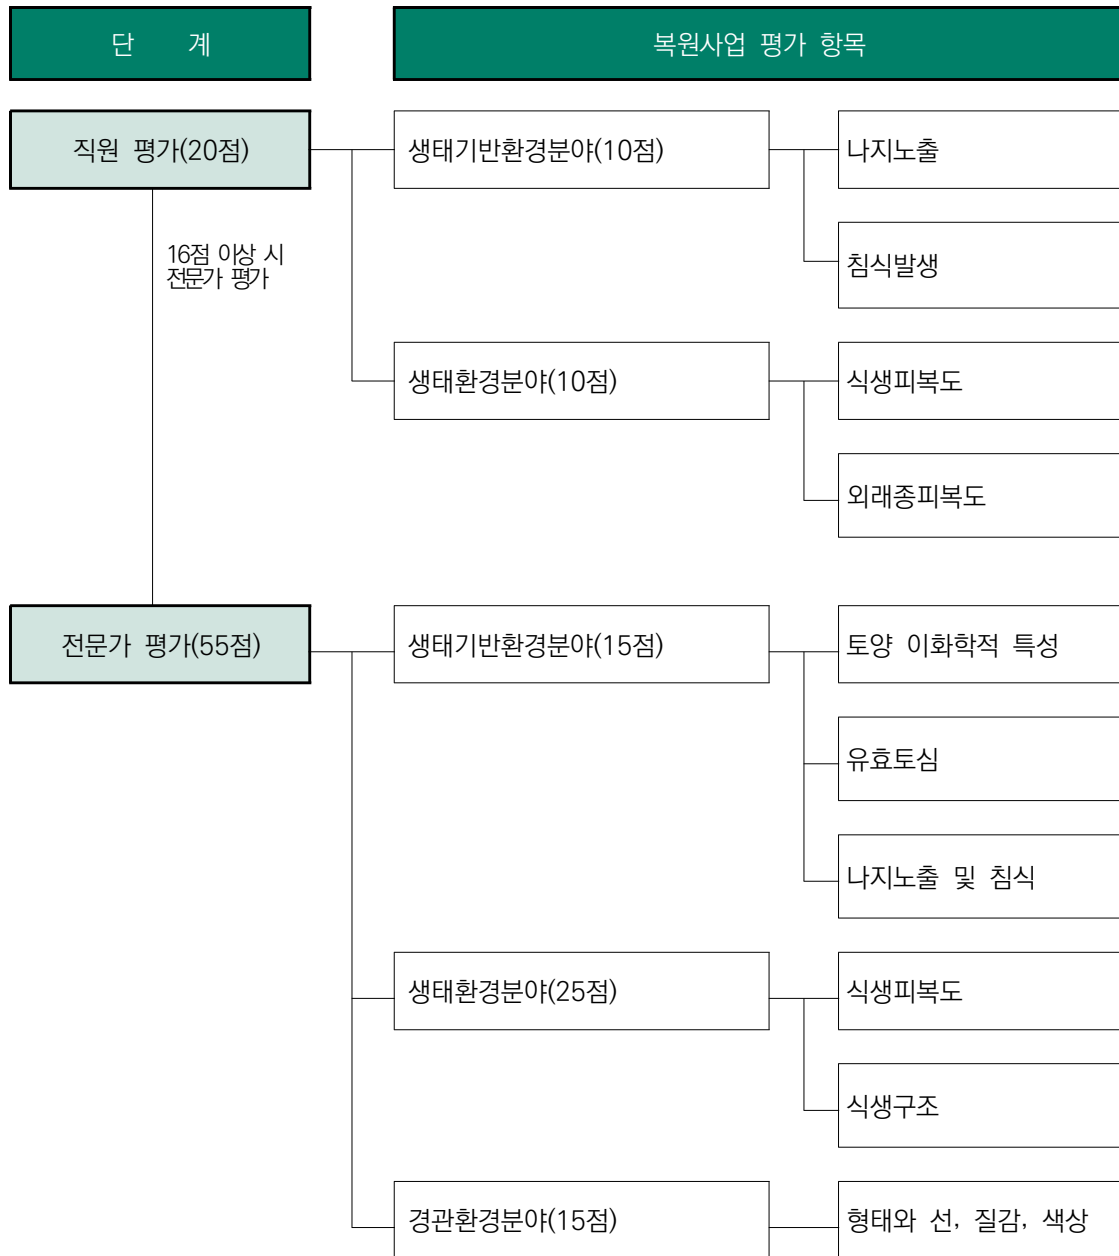 단 계
복원사업 평가 항목
직원 평가(20점)
생태기반환경분야(10점)
나지노출
16점 이상 시
전문가 평가
침식발생
생태환경분야(10점)
식생피복도
외래종피복도
전문가 평가(55점)
생태기반환경분야(15점)
토양 이화학적 특성
유효토심
나지노출 및 침식
생태환경분야(25점)
식생피복도
식생구조
경관환경분야(15점)
형태와 선, 질감, 색상